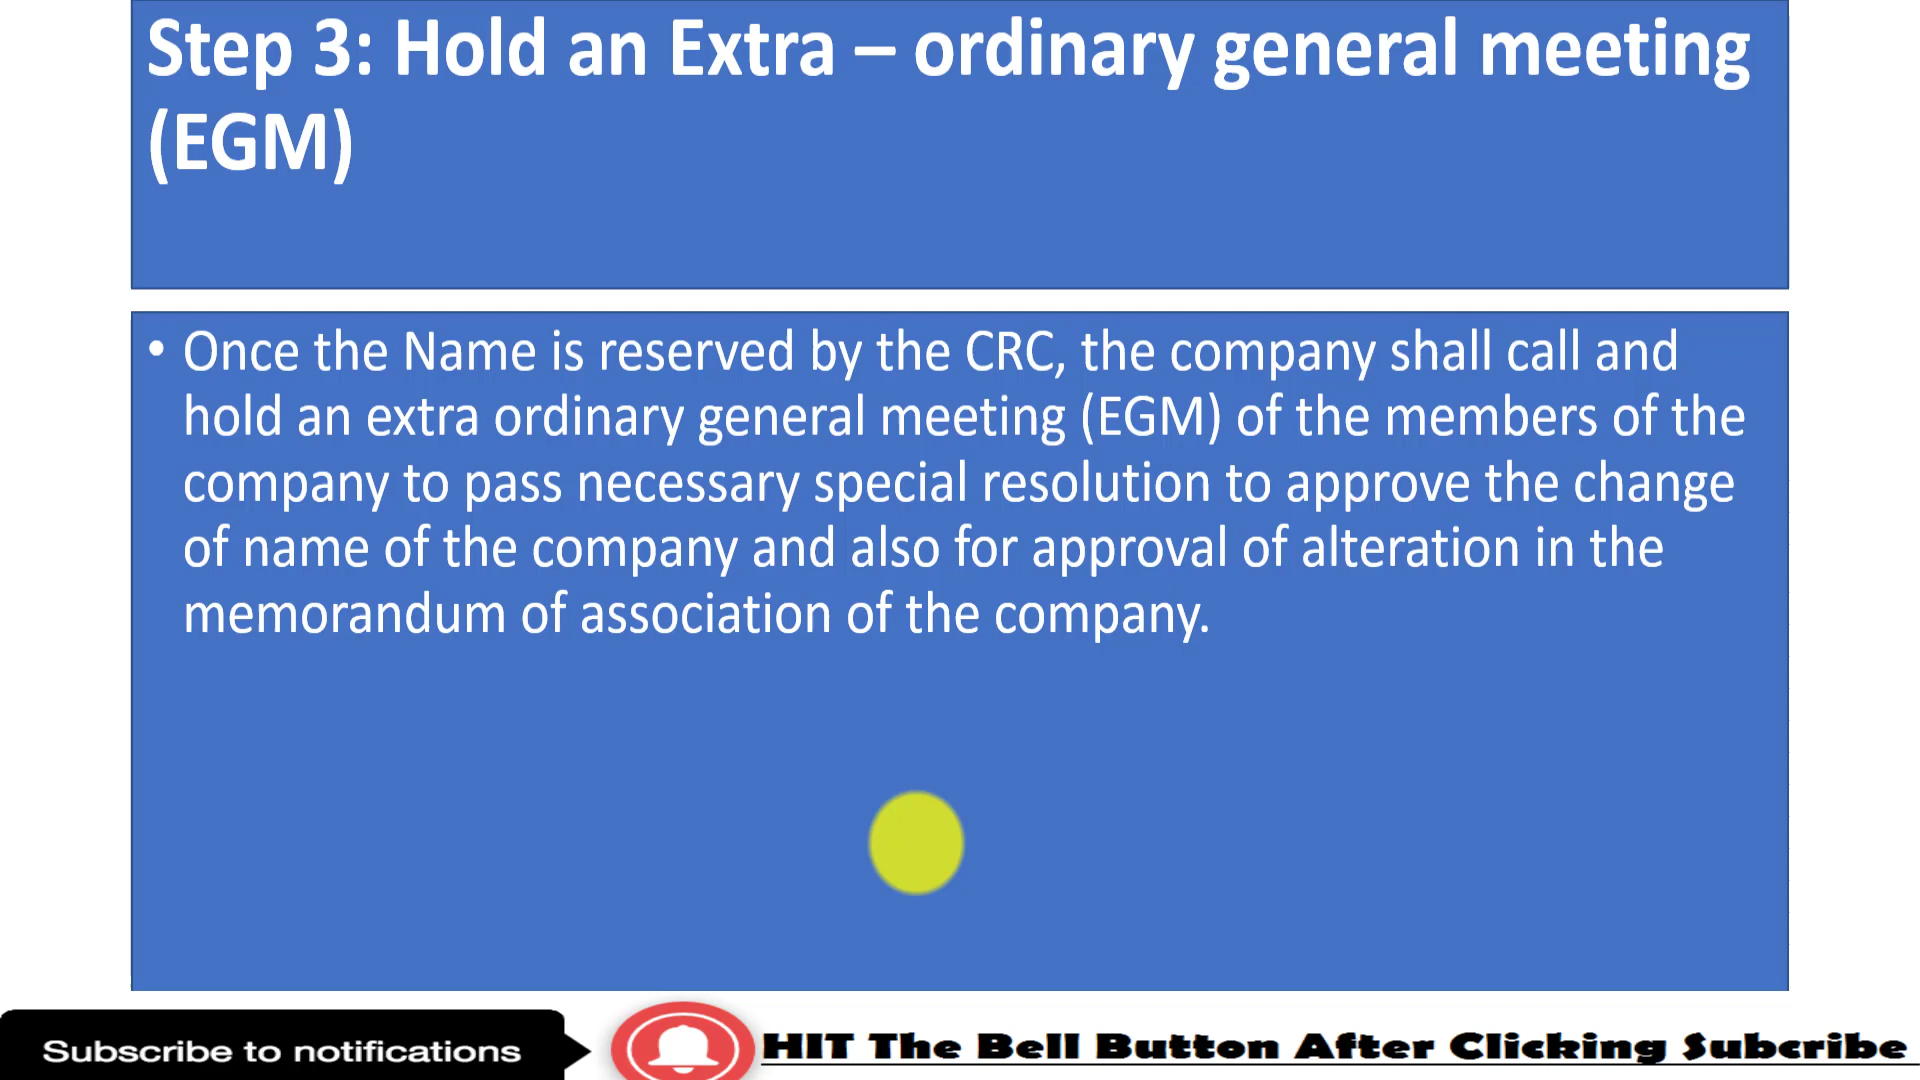 Step 3: Hold an Extra – ordinary general meeting
(EGM)
• Once the Name is reserved by the CRC, the company shall call and
hold an extra ordinary general meeting (EGM) of the members of the
company to pass necessary special resolution to approve the change
of name of the company and also for approval of alteration in the
memorandum of association of the company.
Subscribe to notifications
HIT The Bell Button After Clicking Subcribe